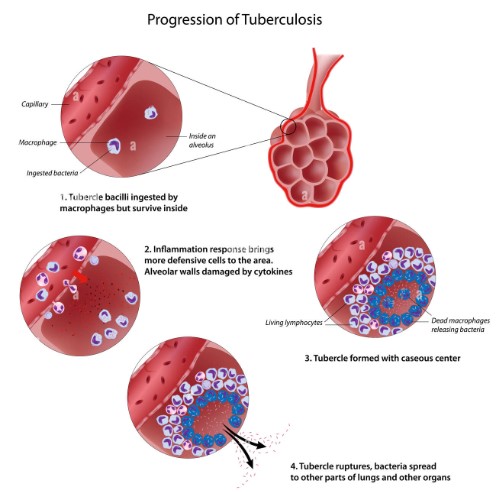 Progression of Tuberculosis
Capillary
Macrophage
Ingested bacteria
Inside an
alveolus
1. Tubercle bacilli ingested by
macrophages but survive inside
2. Inflammation response brings
more defensive cells to the area.
Alveolar walls damaged by cytokines
Living lymphocytes
Dead macrophages
releasing bacteria
3. Tubercle formed with caseous center
4. Tubercle ruptures, bacteria spread
to other parts of lungs and other organs